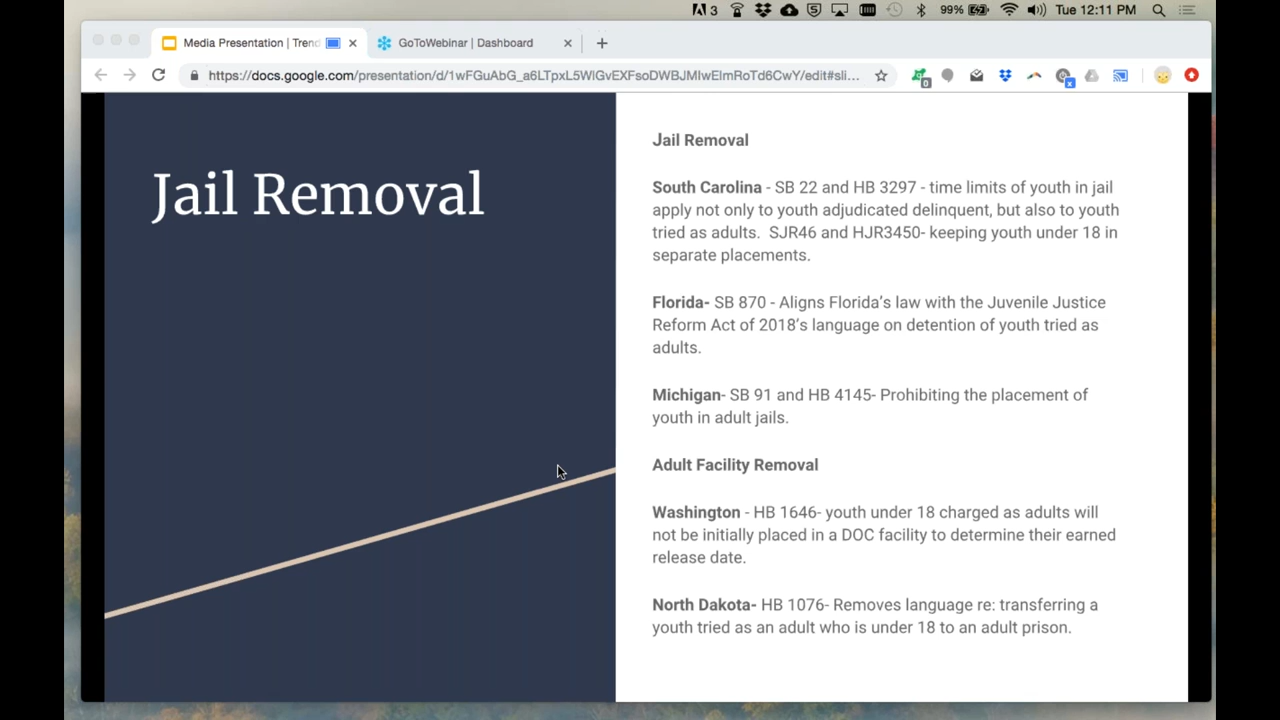 3
99%
Tue 12:11 PM
Media Presentation | Trend
GoToWebinar | Dashboard
https://docs.google.com/presentation/d/1wFGuAbG_a6LTpxL5WlGvEXFsoDWBJMIwElmRoTd6CwY/edit#sli...
0
x
Jail Removal
Jail Removal
South Carolina - SB 22 and HB 3297 - time limits of youth in jail
apply not only to youth adjudicated delinquent, but also to youth
tried as adults.  SJR46 and HJR3450- keeping youth under 18 in
separate placements.
Florida- SB 870 - Aligns Florida’s law with the Juvenile Justice
Reform Act of 2018’s language on detention of youth tried as
adults.
Michigan- SB 91 and HB 4145- Prohibiting the placement of
youth in adult jails.
Adult Facility Removal
Washington - HB 1646- youth under 18 charged as adults will
not be initially placed in a DOC facility to determine their earned
release date.
North Dakota- HB 1076- Removes language re: transferring a
youth tried as an adult who is under 18 to an adult prison.